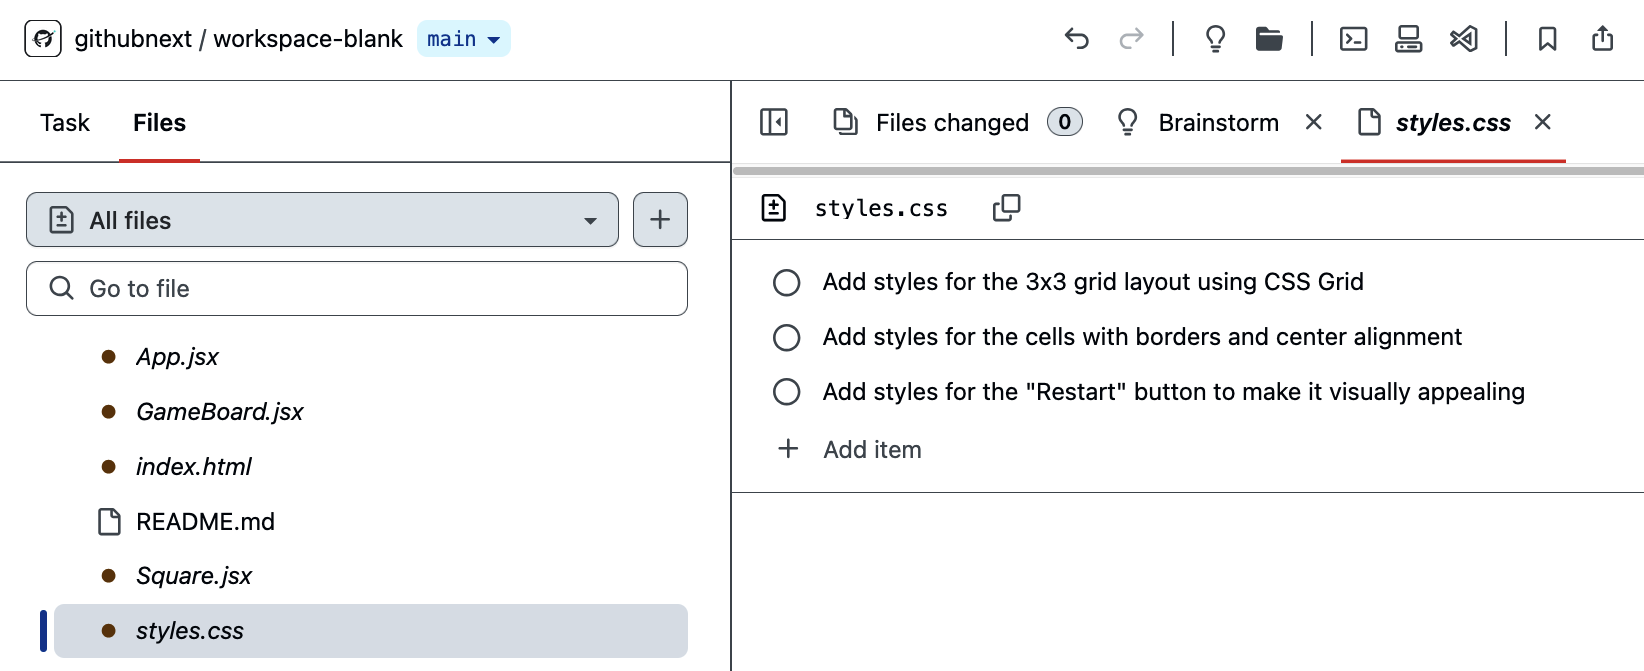 githubnext / workspace-blank main
Task Files
Files changed 0 Brainstorm styles.css
All files
Go to file
App.jsx
GameBoard.jsx
index.html
README.md
Square.jsx
styles.css
styles.css
Add styles for the 3x3 grid layout using CSS Grid
Add styles for the cells with borders and center alignment
Add styles for the "Restart" button to make it visually appealing
Add item